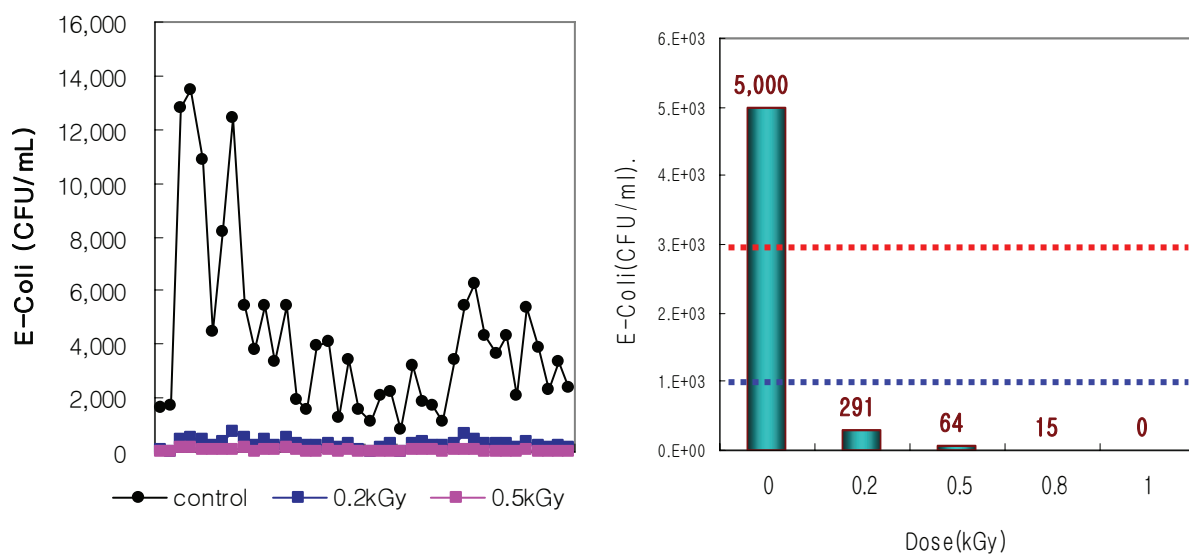 16,000
14,000
12,000
10,000
8,000
6,000
4,000
2,000
0
E-Coli (CFU/mL)
control 0.2kGy 0.5kGy
6.E+03
5.E+03
4.E+03
3.E+03
2.E+03
1.E+03
0.E+00
E-Coli(CFU/ml).
5,000
291
64
15
0
0 0.2 0.5 0.8 1
Dose(kGy)